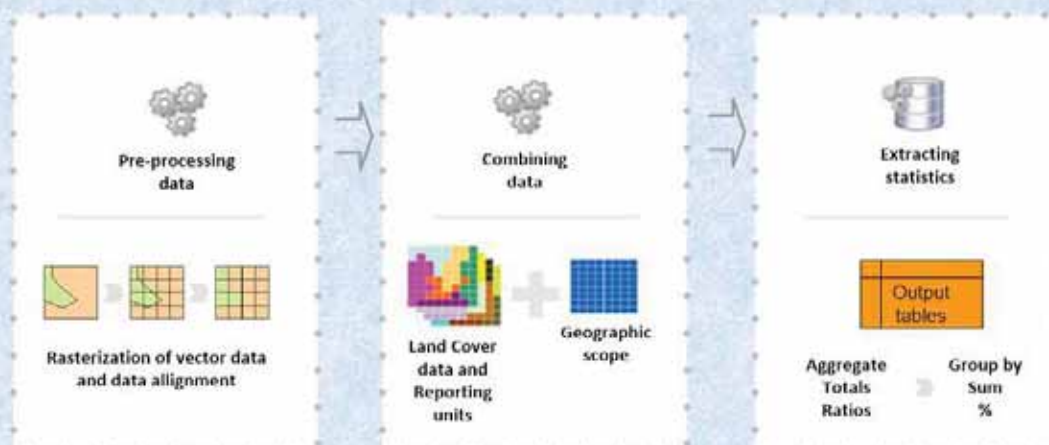 Pre-processing
data
Rasterization of vector data
and data allignment
Combining
data
Land Cover
data and
Reporting
units
Geographic
scope
Extracting
statistics
Output
tables
Aggregate
Totals
Ratios
Group by
Sum
%